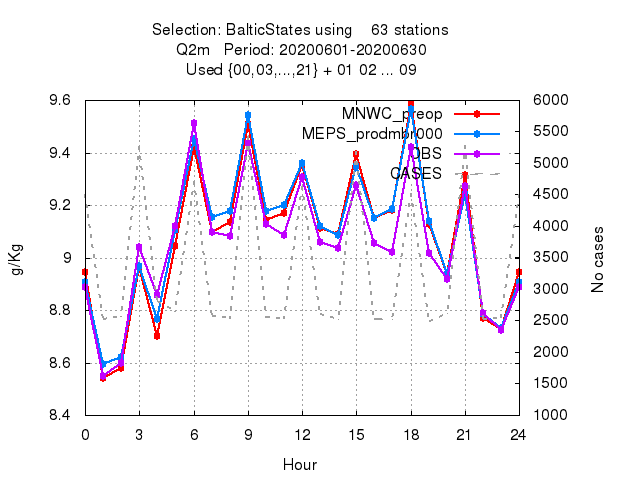 Selection: BalticStates using    63 stations
Q2m   Period: 20200601-20200630
Used {00,03,...,21} + 01 02 ... 09
MNWC_preop
MEPS_prodmbr000
OBS
CASES
g/Kg
9.6
9.4
9.2
9
8.8
8.6
8.4
6000
5500
5000
4500
4000
3500
3000
2500
2000
1500
1000
No cases
0 3 6 9 12 15 18 21 24
Hour